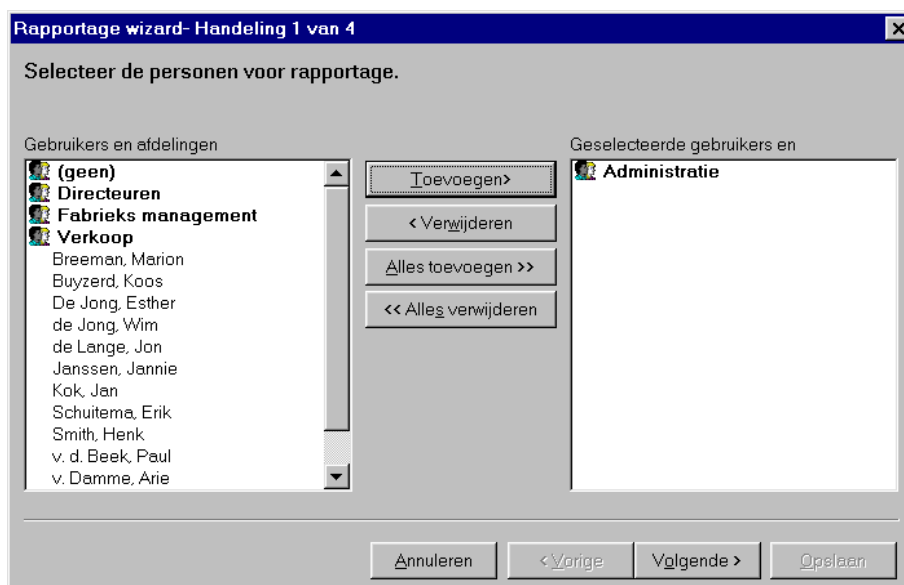 Rapportage wizard- Handeling 1 van 4
Selecteer de personen voor rapportage.
Gebruikers en afdelingen
(geen)
Directeuren
Fabrieks management
Verkoop
Breeman, Marion
Buyzerd, Koos
De Jong, Esther
de Jong, Wim
de Lange, Jon
Janssen, Jannie
Kok, Jan
Schuitema, Erik
Smith, Henk
v. d. Beek, Paul
v. Damme, Arie
Toevoegen>
< Verwijderen
Alles toevoegen >>
<< Alles verwijderen
Geselecteerde gebruikers en
Administratie
Annuleren
< Vorige
Volgende >
Opslaan